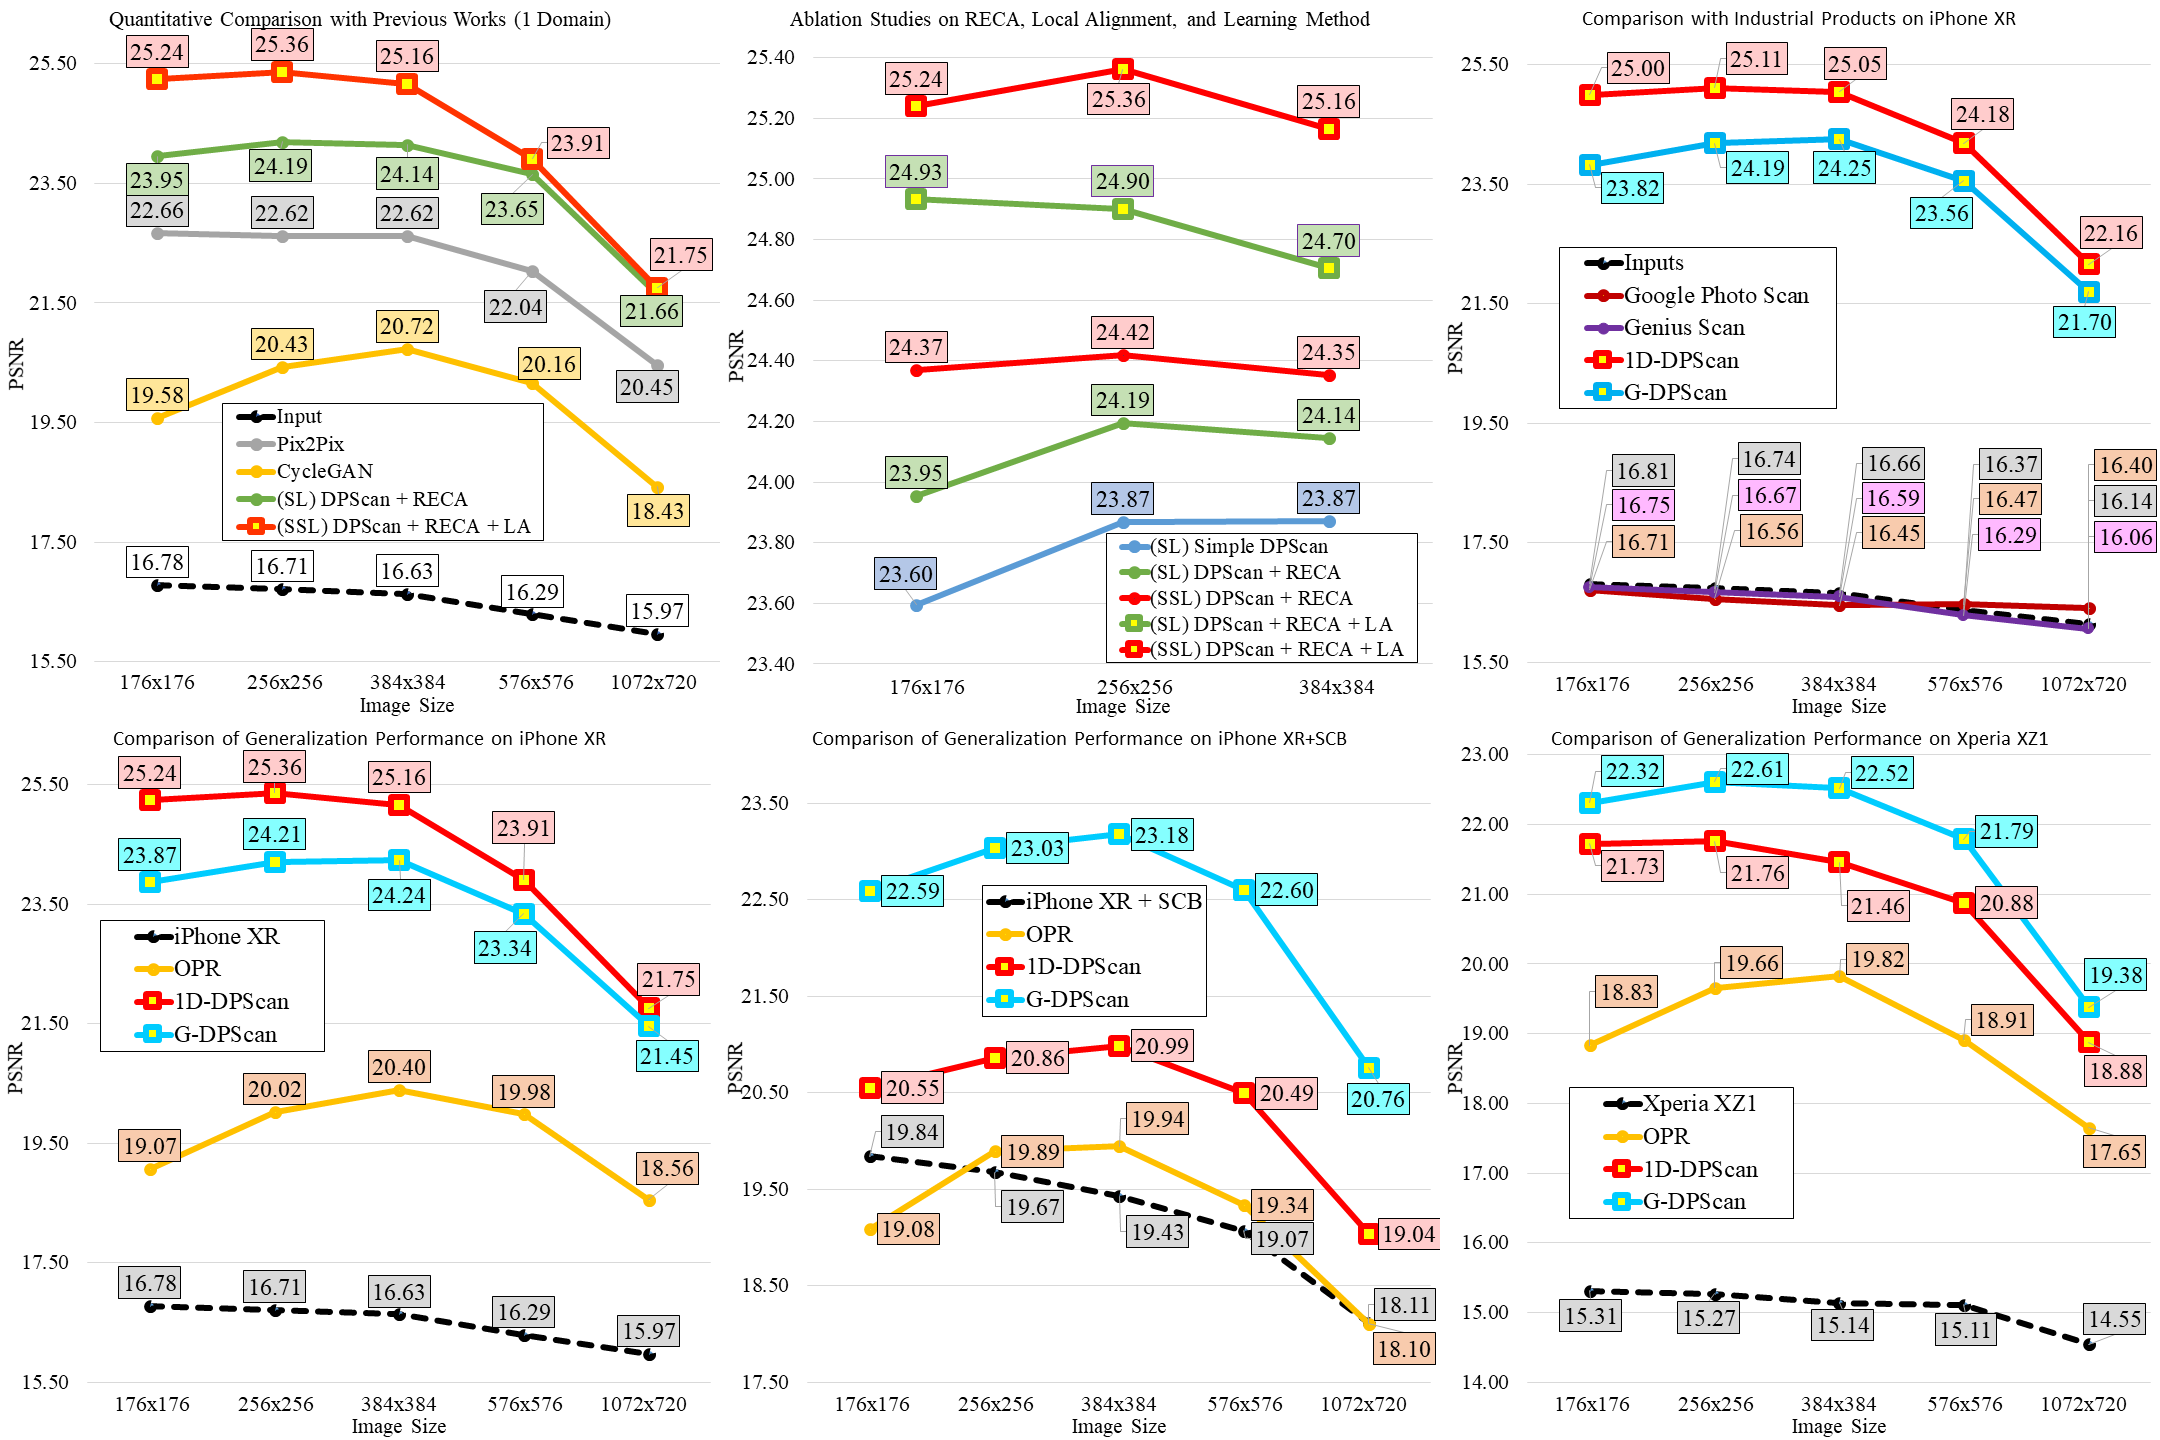 Quantitative Comparison with Previous Works (1 Domain)
25.50
23.50
21.50
19.50
17.50
15.50
PSNR
25.24
25.36
25.16
23.91
21.75
23.95
24.19
24.14
23.65
21.66
22.66
22.62
22.62
22.04
20.45
19.58
20.43
20.72
20.16
18.43
16.78
16.71
16.63
16.29
15.97
Input
Pix2Pix
CycleGAN
(SL) DPScan + RECA
(SSL) DPScan + RECA + LA
176x176
256x256
384x384
576x576
1072x720
Image Size
Ablation Studies on RECA, Local Alignment, and Learning Method
25.40
25.20
25.00
24.80
24.60
24.40
24.20
24.00
23.80
23.60
23.40
PSNR
25.24
25.36
25.16
24.93
24.90
24.70
24.37
24.42
24.35
23.95
24.19
24.14
23.60
23.87
23.87
(SL) Simple DPScan
(SL) DPScan + RECA
(SSL) DPScan + RECA
(SL) DPScan + RECA + LA
(SSL) DPScan + RECA + LA
176x176
256x256
384x384
Image Size
Comparison with Industrial Products on iPhone XR
25.50
23.50
21.50
19.50
17.50
15.50
PSNR
25.00
25.11
25.05
24.18
22.16
23.82
24.19
24.25
23.56
21.70
Inputs
Google Photo Scan
Genius Scan
1D-DPScan
G-DPScan
16.81
16.75
16.71
16.74
16.67
16.56
16.66
16.59
16.45
16.37
16.47
16.29
16.40
16.14
16.06
176x176
256x256
384x384
576x576
1072x720
Image Size
Comparison of Generalization Performance on iPhone XR
25.50
23.50
21.50
19.50
17.50
15.50
PSNR
25.24
25.36
25.16
23.91
21.75
23.87
24.21
24.24
23.34
21.45
iPhone XR
OPR
1D-DPScan
G-DPScan
19.07
20.02
20.40
19.98
18.56
16.78
16.71
16.63
16.29
15.97
176x176
256x256
384x384
576x576
1072x720
Image Size
Comparison of Generalization Performance on iPhone XR+SCB
23.50
22.50
21.50
20.50
19.50
18.50
17.50
PSNR
22.59
23.03
23.18
22.60
20.76
iPhone XR + SCB
OPR
1D-DPScan
G-DPScan
20.55
20.86
20.99
20.49
19.04
19.84
19.67
19.43
19.07
18.11
19.08
19.89
19.94
19.34
18.10
176x176
256x256
384x384
576x576
1072x720
Image Size
Comparison of Generalization Performance on Xperia XZ1
23.00
22.00
21.00
20.00
19.00
18.00
17.00
16.00
15.00
14.00
PSNR
22.32
22.61
22.52
21.79
19.38
21.73
21.76
21.46
20.88
18.88
18.83
19.66
19.82
18.91
17.65
Xperia XZ1
OPR
1D-DPScan
G-DPScan
15.31
15.27
15.14
15.11
14.55
176x176
256x256
384x384
576x576
1072x720
Image Size